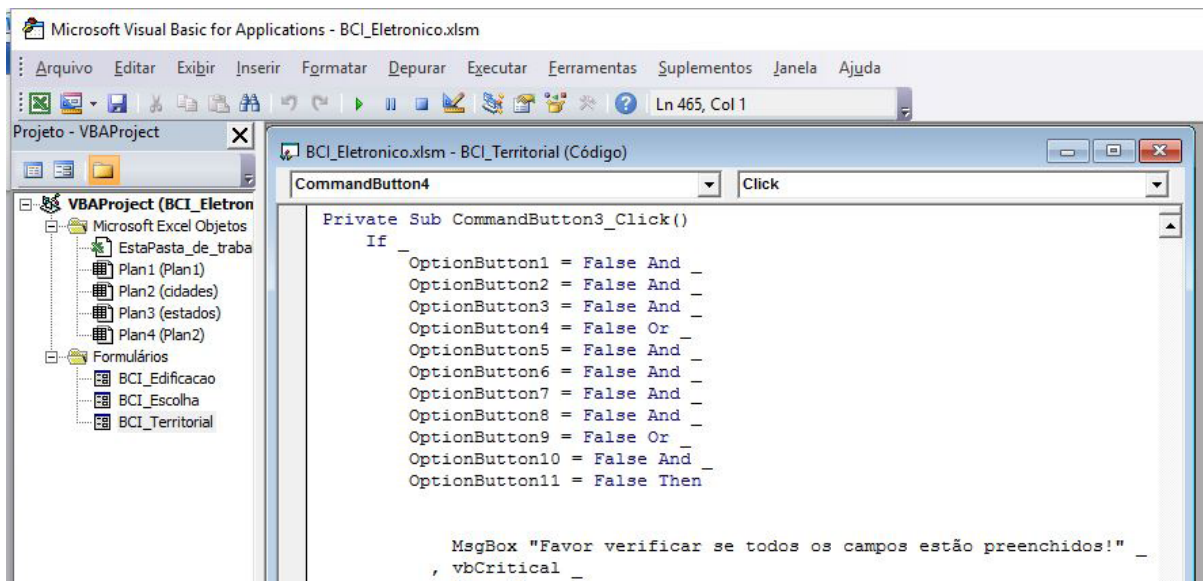 Microsoft Visual Basic for Applications - BCI_Eletronico.xlsm
Arquivo Editar Exibir Inserir Formatar Depurar Executar Ferramentas Suplementos Janela Ajuda
Ln 465, Col 1
Projeto - VBAProject
VBAProject (BCI_Eletron
Microsoft Excel Objetos
EstaPasta_de_traba
Plan1 (Plan1)
Plan2 (cidades)
Plan3 (estados)
Plan4 (Plan2)
Formulários
BCI_Edificacao
BCI_Escolha
BCI_Territorial
BCI_Eletronico.xlsm - BCI_Territorial (Código)
CommandButton4 Click
Private Sub CommandButton3_Click()
If _
OptionButton1 = False And _
OptionButton2 = False And _
OptionButton3 = False And _
OptionButton4 = False Or _
OptionButton5 = False And _
OptionButton6 = False And _
OptionButton7 = False And _
OptionButton8 = False And _
OptionButton9 = False Or _
OptionButton10 = False And _
OptionButton11 = False Then
MsgBox "Favor verificar se todos os campos estão preenchidos!" _
, vbCritical _